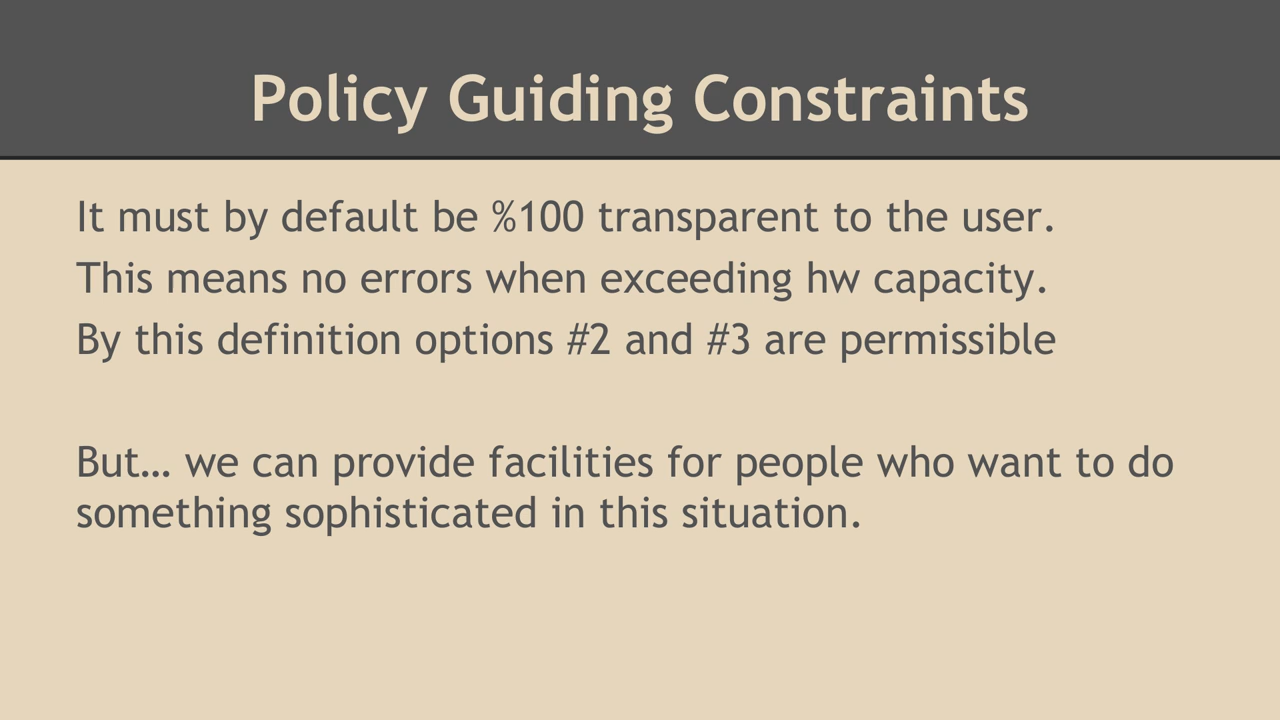 Policy Guiding Constraints
It must by default be %100 transparent to the user.
This means no errors when exceeding hw capacity.
By this definition options #2 and #3 are permissible
But… we can provide facilities for people who want to do
something sophisticated in this situation.